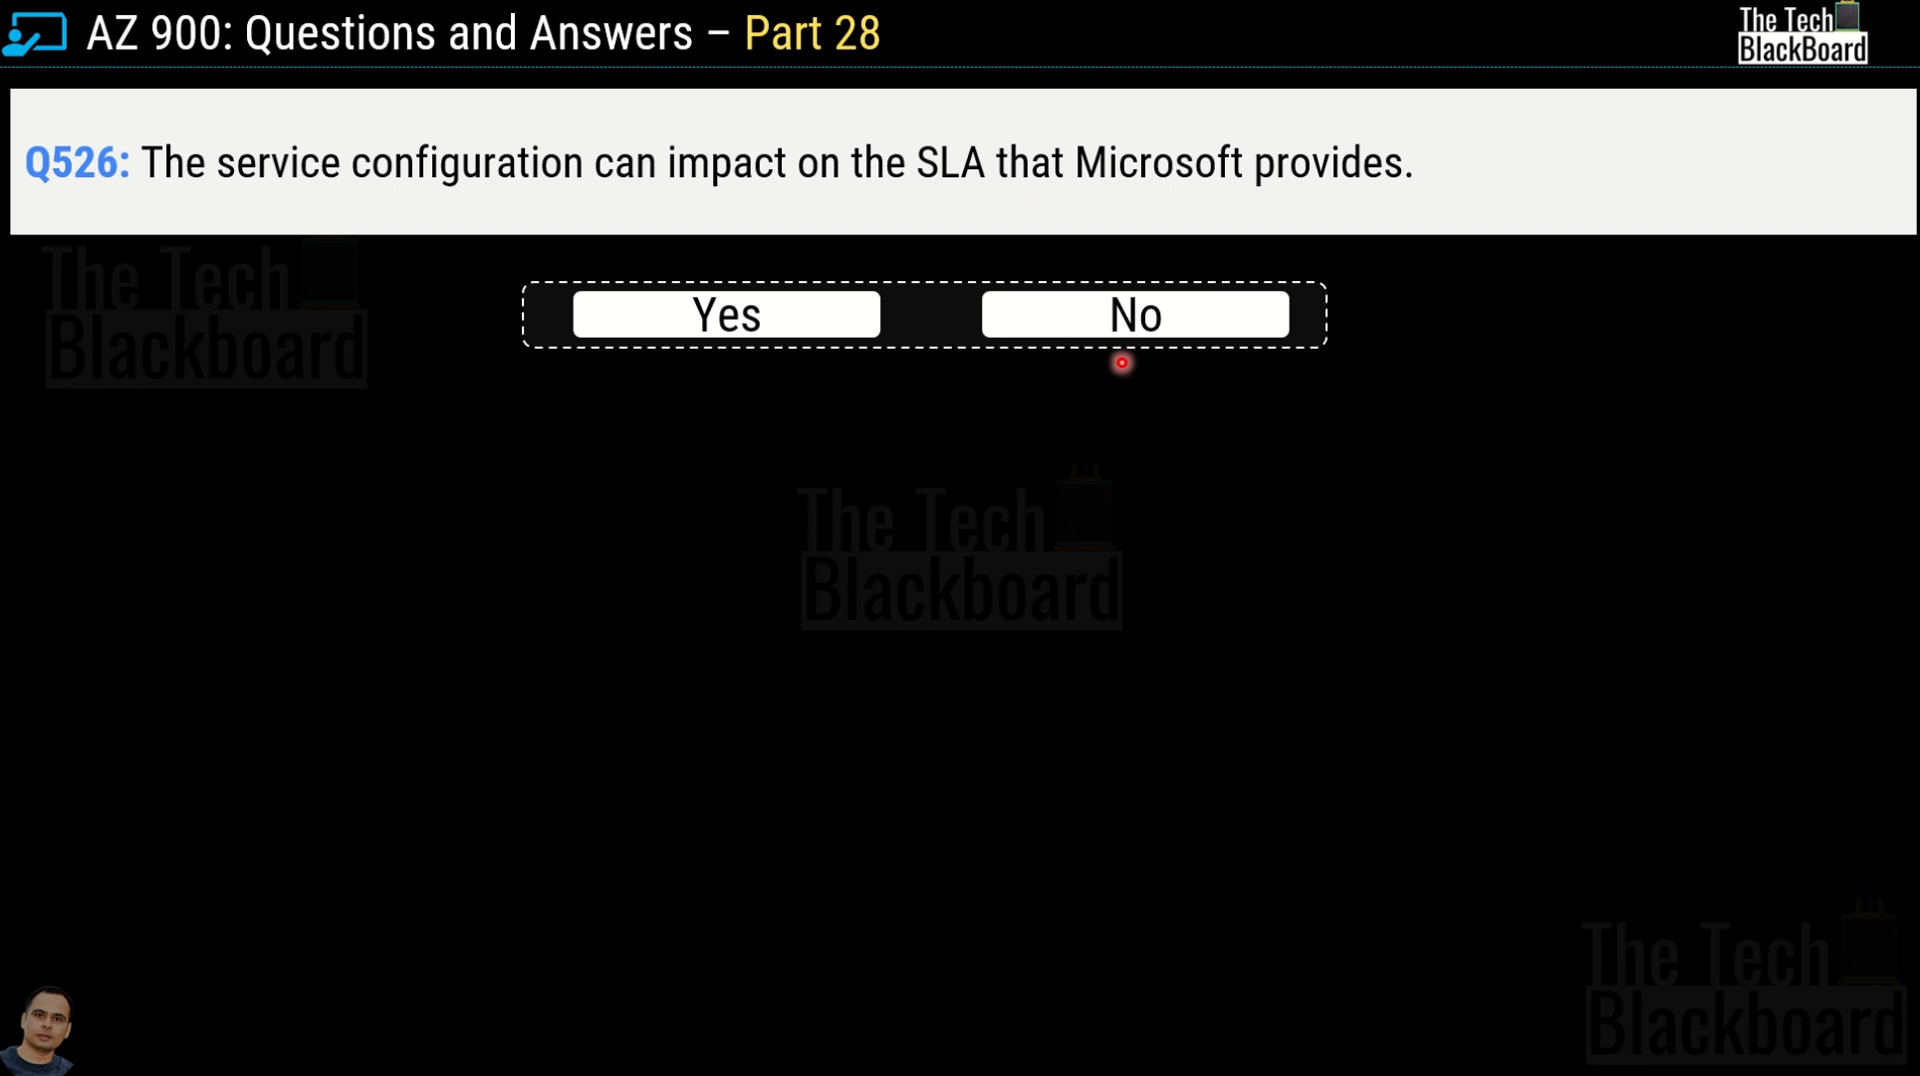 AZ 900: Questions and Answers – Part 28
The Tech
BlackBoard
Q526: The service configuration can impact on the SLA that Microsoft provides.
The Tech
Blackboard
Yes
No
The Tech
Blackboard
The Tech
Blackboard